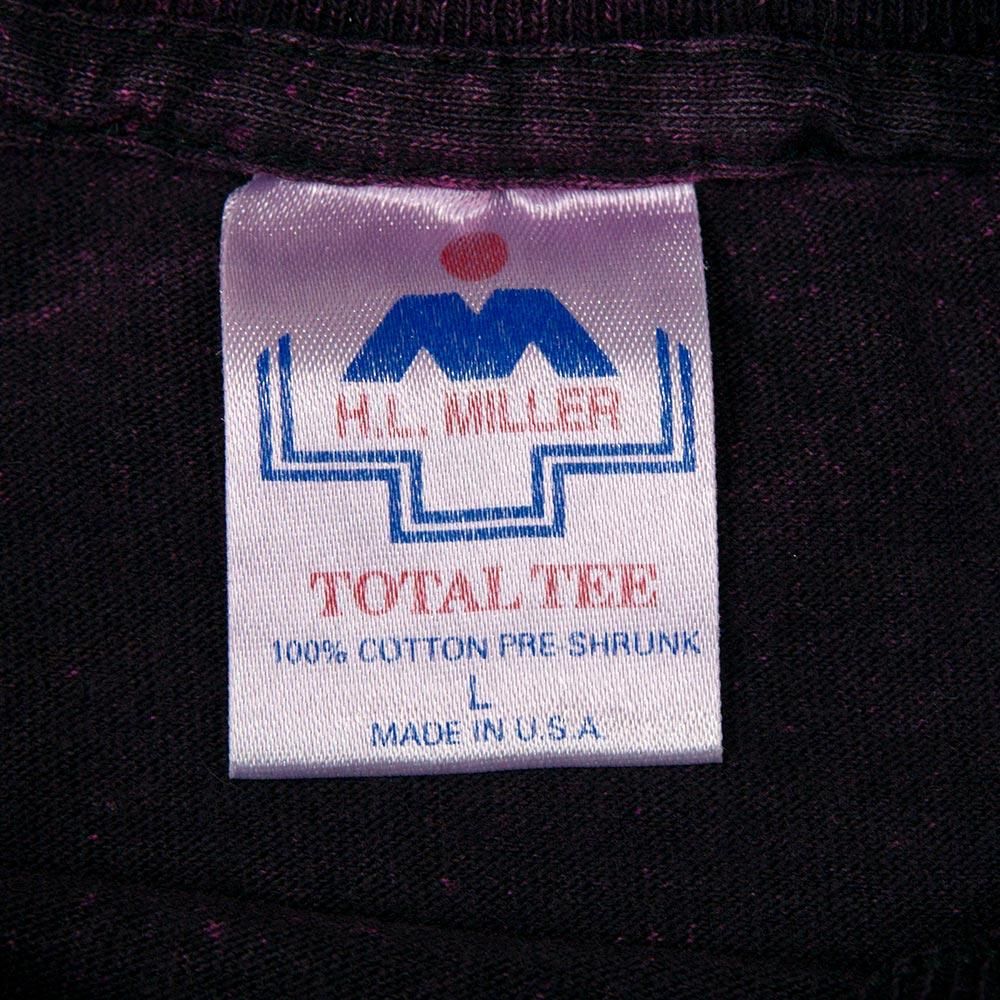 H.L. MILLER
TOTAL TEE
100% COTTON PRE-SHRUNK
L
MADE IN U.S.A.